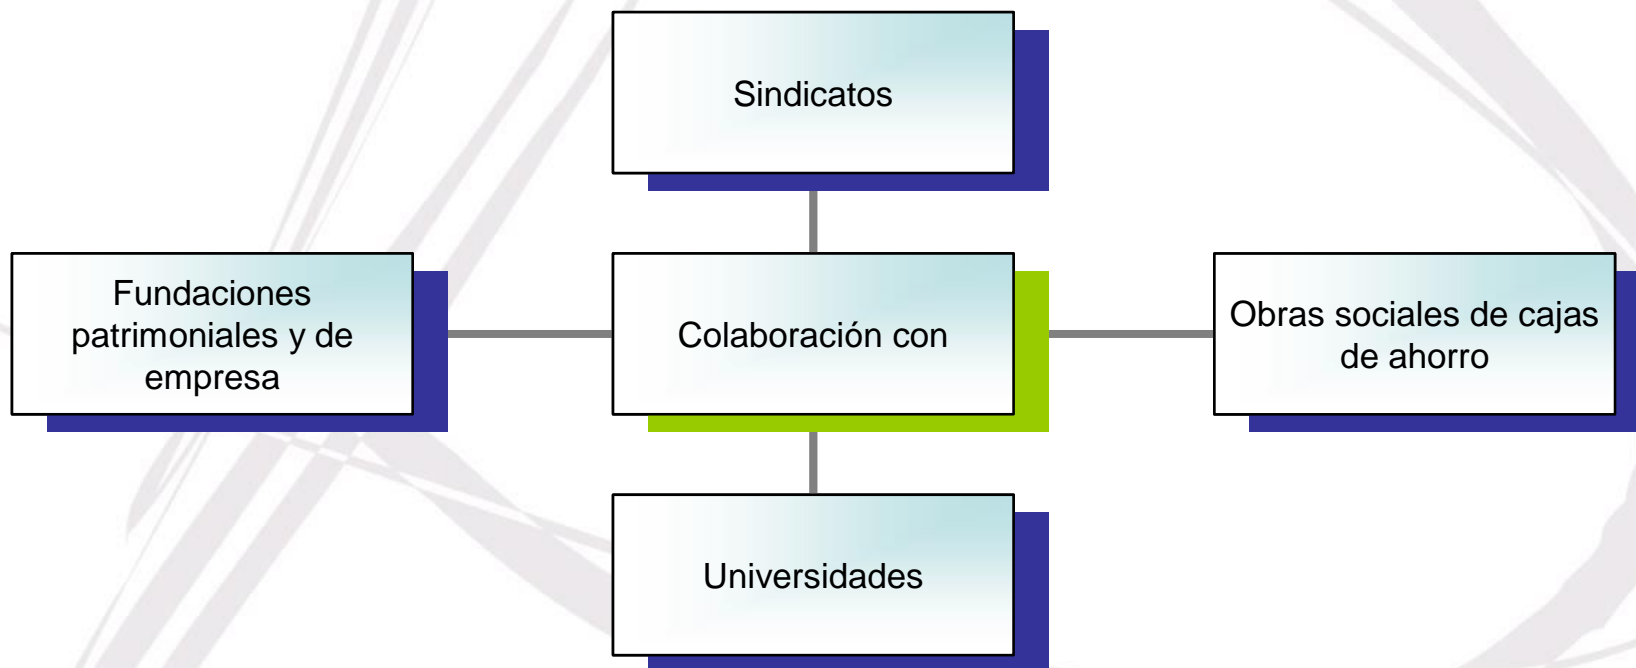 Sindicatos
Fundaciones
patrimoniales y de
empresa
Colaboración con
Obras sociales de cajas
de ahorro
Universidades